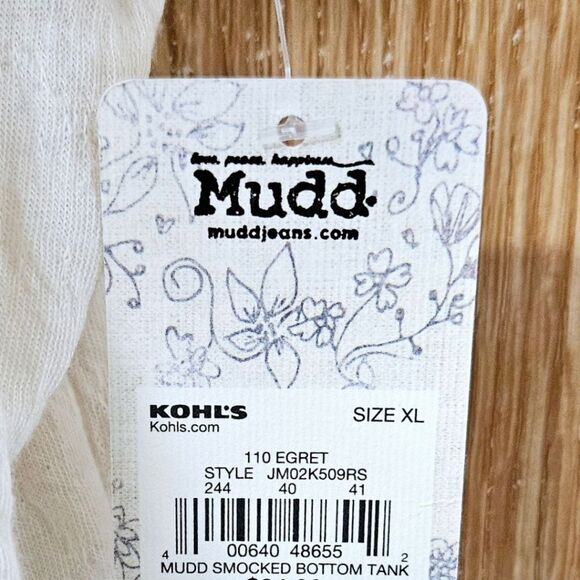 love. peace. happiness
Mudd.
muddjeans.com
KOHL'S
SIZE XL
Kohls.com
110 EGRET
STYLE JM02K509RS
244 40 41
4 00640 48655 2
MUDD SMOCKED BOTTOM TANK